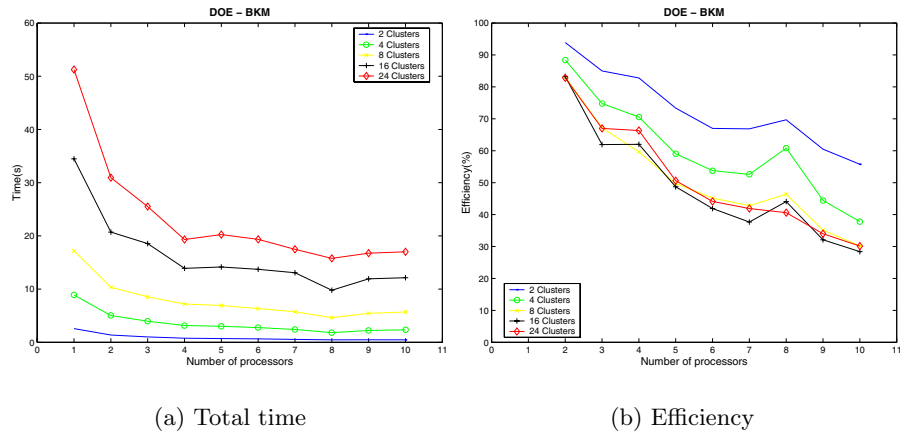 DOE – BKM
60
50
40
30
20
10
0
Time(s)
2 Clusters
4 Clusters
8 Clusters
16 Clusters
24 Clusters
0 1 2 3 4 5 6 7 8 9 10 11
Number of processors
(a) Total time
DOE – BKM
100
90
80
70
60
50
40
30
20
10
0
Efficiency(%)
2 Clusters
4 Clusters
8 Clusters
16 Clusters
24 Clusters
0 1 2 3 4 5 6 7 8 9 10 11
Number of processors
(b) Efficiency